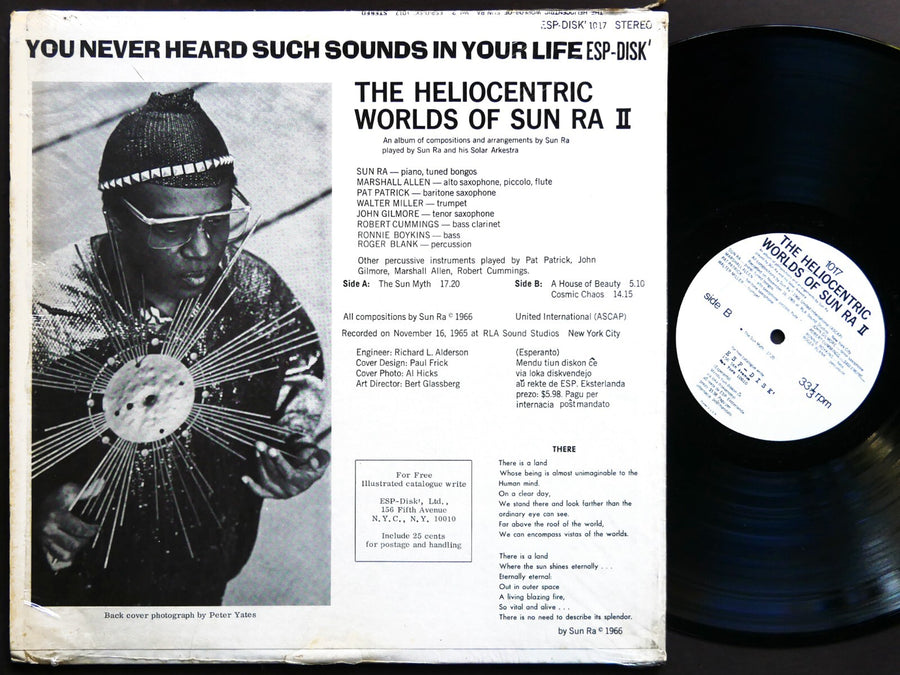 ESP-DISK' 1017 STEREO
YOU NEVER HEARD SUCH SOUNDS IN YOUR LIFE ESP-DISK'
THE HELIOCENTRIC
WORLDS OF SUN RA II
An album of compositions and arrangements by Sun Ra
played by Sun Ra and his Solar Arkestra
SUN RA — piano, tuned bongos
MARSHALL ALLEN — alto saxophone, piccolo, flute
PAT PATRICK — baritone saxophone
WALTER MILLER — trumpet
JOHN GILMORE — tenor saxophone
ROBERT CUMMINGS — bass clarinet
RONNIE BOYKINS — bass
ROGER BLANK — percussion
Other percussive instruments played by Pat Patrick, John
Gilmore, Marshall Allen, Robert Cummings.
Side A: The Sun Myth 17.20 Side B: A House of Beauty 5.10
Cosmic Chaos 14.15
All compositions by Sun Ra © 1966 United International (ASCAP)
Recorded on November 16, 1965 at RLA Sound Studios New York City
Engineer: Richard L. Alderson
Cover Design: Paul Frick
Cover Photo: Al Hicks
Art Director: Bert Glassberg
(Esperanto)
Mendu tiun diskon ĉe
via loka diskvendejo
aŭ rekte de ESP. Eksterlanda
prezo: $5.98. Pagu per
internacia poŝtmandato
For Free
Illustrated catalogue write
ESP-Disk', Ltd.,
156 Fifth Avenue
N.Y.C., N.Y. 10010
Include 25 cents
for postage and handling
THERE
There is a land
Whose being is almost unimaginable to the
Human mind.
On a clear day,
We stand there and look farther than the
ordinary eye can see.
Far above the roof of the world,
We can encompass vistas of the worlds.
There is a land
Where the sun shines eternally . . .
Eternally eternal:
Out in outer space
A living blazing fire,
So vital and alive . . .
There is no need to describe its splendor.
by Sun Ra © 1966
Back cover photograph by Peter Yates
1017
THE HELIOCENTRIC
WORLDS OF SUN RA II
side B
The Sun Myth
ESP-DISK'
33 1/3 rpm